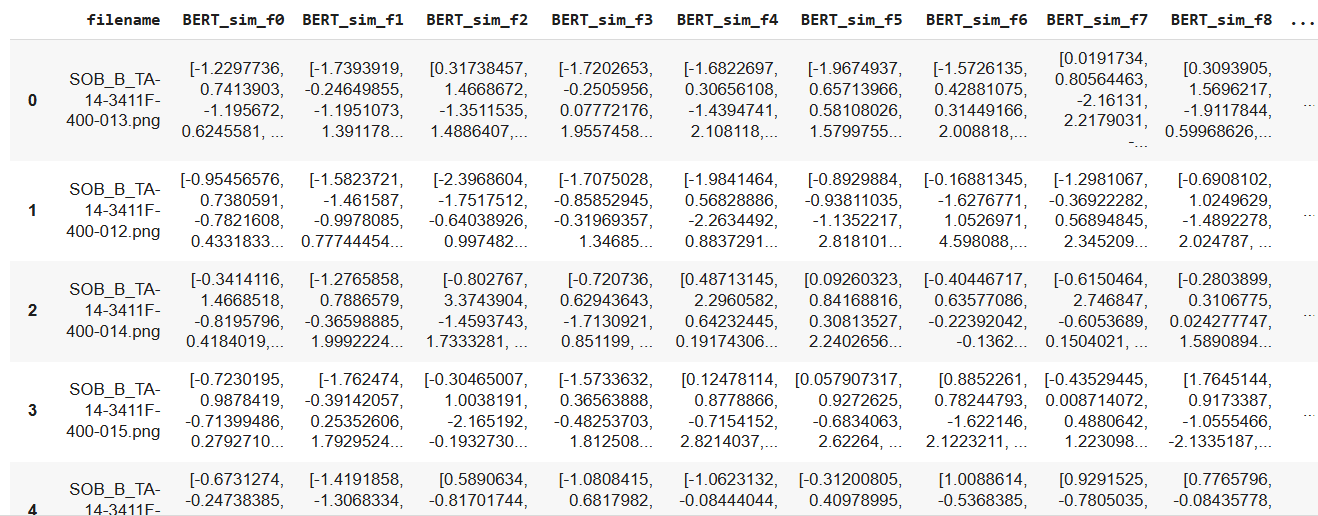 filename BERT_sim_f0 BERT_sim_f1 BERT_sim_f2 BERT_sim_f3 BERT_sim_f4 BERT_sim_f5 BERT_sim_f6 BERT_sim_f7 BERT_sim_f8 ...
0 SOB_B_TA-14-3411F-400-013.png [-1.2297736, 0.7413903, -1.195672, 0.6245581, ... [-1.7393919, -0.24649855, -1.1951073, 1.391178... [0.31738457, 1.4668672, -1.3511535, 1.4886407,... [-1.7202653, -0.2505956, 0.07772176, 1.9557458... [-1.6822697, 0.30656108, -1.4394741, 2.108118,... [-1.9674937, 0.65713966, 0.58108026, 1.5799755... [-1.5726135, 0.42881075, 0.31449166, 2.008818,... [0.0191734, 0.80564463, -2.16131, 2.2179031, -... [0.3093905, 1.5696217, -1.9117844, 0.59968626,... ...
1 SOB_B_TA-14-3411F-400-012.png [-0.95456576, 0.7380591, -0.7821608, 0.4331833... [-1.5823721, -1.461587, -0.9978085, 0.77744454... [-2.3968604, -1.7517512, -0.64038926, 0.997482... [-1.7075028, -0.85852945, -0.31969357, 1.34685... [-1.9841464, 0.56828886, -2.2634492, 0.8837291... [-0.8929884, -0.93811035, -1.1352217, 2.818101... [-0.16881345, -1.6276771, 1.0526971, 4.598088,... [-1.2981067, -0.36922282, 0.56894845, 2.345209... [-0.6908102, 1.0249629, -1.4892278, 2.024787, ... ...
2 SOB_B_TA-14-3411F-400-014.png [-0.3414116, 1.4668518, -0.8195796, 0.4184019,... [-1.2765858, 0.7886579, -0.36598885, 1.9992224... [-0.802767, 3.3743904, -1.4593743, 1.7333281, ... [-0.720736, 0.62943643, -1.7130921, 0.851199, ... [0.48713145, 2.2960582, 0.64232445, 0.19174306... [0.09260323, 0.84168816, 0.30813527, 2.2402656... [-0.40446717, 0.63577086, -0.22392042, -0.1362... [-0.6150464, 2.746847, -0.6053689, 0.1504021, ... [-0.2803899, 0.3106775, 0.024277747, 1.5890894... ...
3 SOB_B_TA-14-3411F-400-015.png [-0.7230195, 0.9878419, -0.71399486, 0.2792710... [-1.762474, -0.39142057, 0.25352606, 1.7929524... [-0.30465007, 1.0038191, -2.165192, -0.1932730... [-1.5733632, 0.36563888, -0.48253703, 1.812508... [0.12478114, 0.8778866, -0.7154152, 2.8214037,... [0.057907317, 0.9272625, -0.6834063, 2.62264, ... [0.8852261, 0.78244793, -1.622146, 2.1223211, ... [-0.43529445, 0.008714072, 0.4880642, 1.223098... [1.7645144, 0.9173387, -1.0555466, -2.1335187,... ...
4 SOB_B_TA-14-3411F- [-0.6731274, -0.24738385, [-1.4191858, -1.3068334, [0.5890634, -0.81701744, [-1.0808415, 0.6817982, [-1.0623132, -0.08444044, [-0.31200805, 0.40978995, [1.0088614, -0.5368385, [0.9291525, -0.7805035, [0.7765796, -0.08435778,